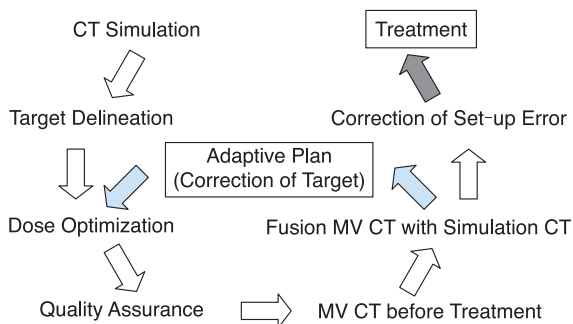 CT Simulation
Treatment
Target Delineation
Correction of Set-up Error
Adaptive Plan
(Correction of Target)
Dose Optimization
Fusion MV CT with Simulation CT
Quality Assurance
MV CT before Treatment